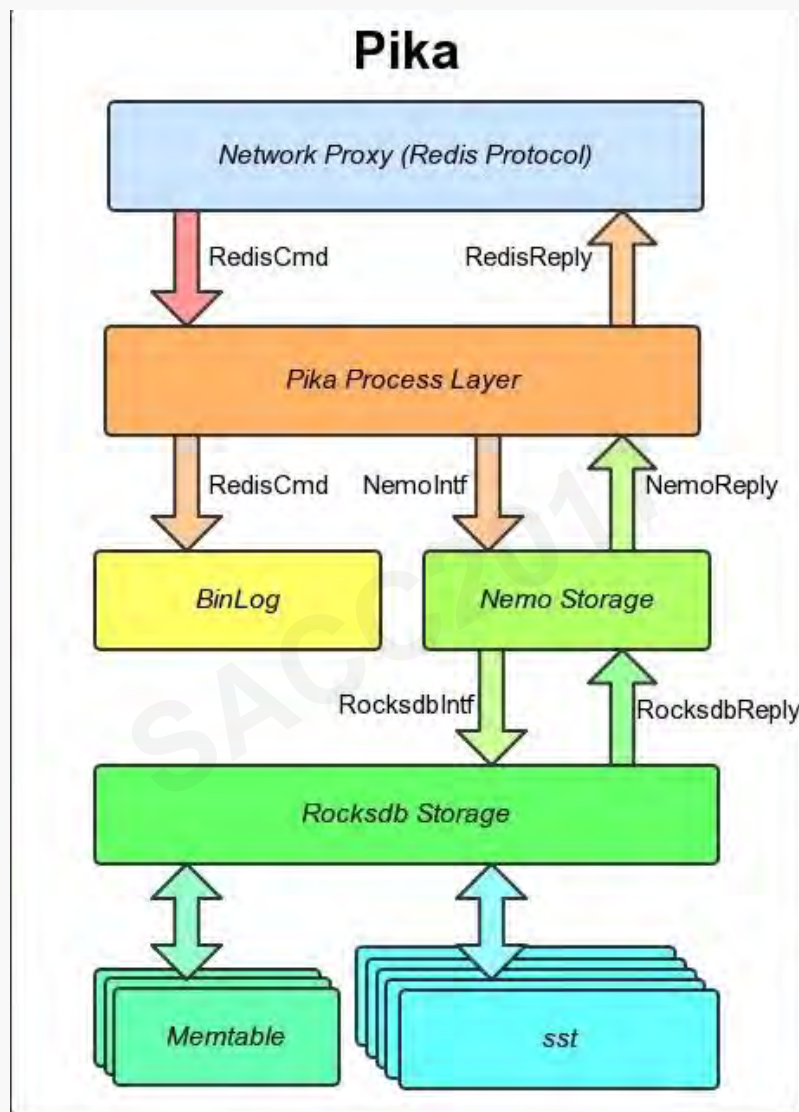 Pika
Network Proxy (Redis Protocol)
RedisCmd
RedisReply
Pika Process Layer
RedisCmd
NemoIntf
NemoReply
BinLog
Nemo Storage
RocksdbIntf
RocksdbReply
Rocksdb Storage
Memtable
sst